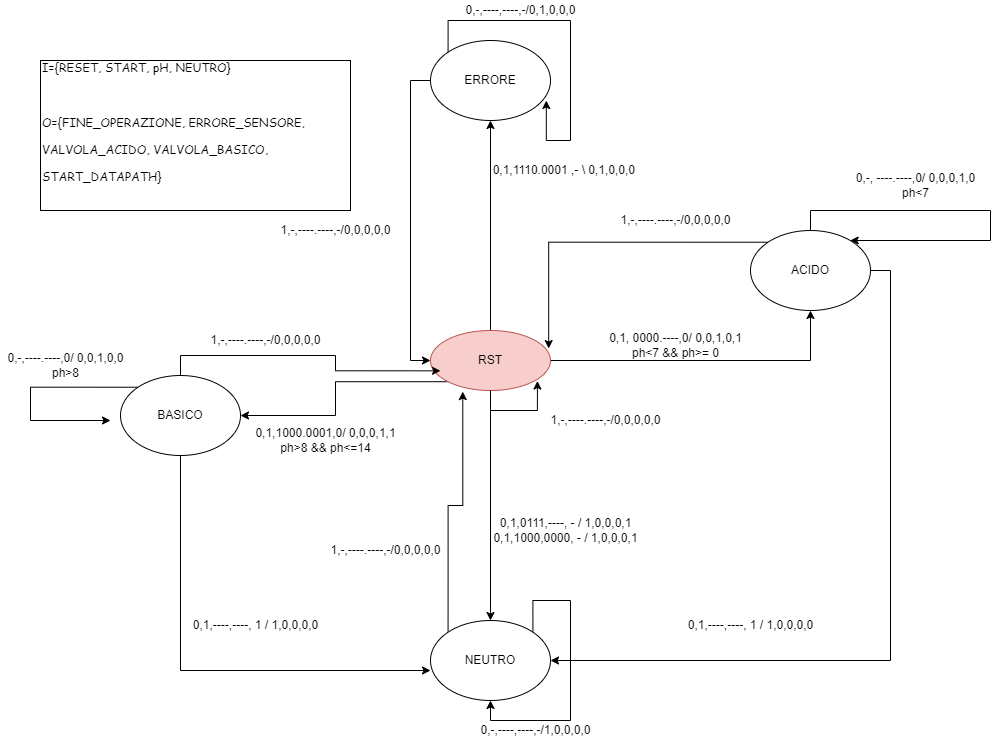 0,-,----,----,-/0,1,0,0,0
I={RESET, START, pH, NEUTRO}
O={FINE_OPERAZIONE, ERRORE_SENSORE,
VALVOLA_ACIDO, VALVOLA_BASICO,
START_DATAPATH}
ERRORE
0,1,1110.0001 ,- \ 0,1,0,0,0
0,-, ----.----,0/ 0,0,0,1,0
ph<7
1,-,----.----,-/0,0,0,0,0
1,-,----.----,-/0,0,0,0,0
ACIDO
1,-,----.----,-/0,0,0,0,0
0,1, 0000.----,0/ 0,0,1,0,1
ph<7 && ph>= 0
RST
0,-,----.----,0/ 0,0,1,0,0
ph>8
BASICO
0,1,1000.0001,0/ 0,0,0,1,1
ph>8 && ph<=14
1,-,----.----,-/0,0,0,0,0
0,1,0111,----, - / 1,0,0,0,1
0,1,1000,0000, - / 1,0,0,0,1
1,-,----.----,-/0,0,0,0,0
0,1,----,----, 1 / 1,0,0,0,0
0,1,----,----, 1 / 1,0,0,0,0
NEUTRO
0,-,----,----,-/1,0,0,0,0